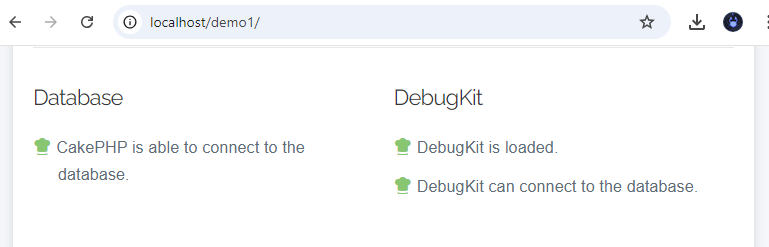 localhost/demo1/
Database
CakePHP is able to connect to the
database.
DebugKit
DebugKit is loaded.
DebugKit can connect to the database.